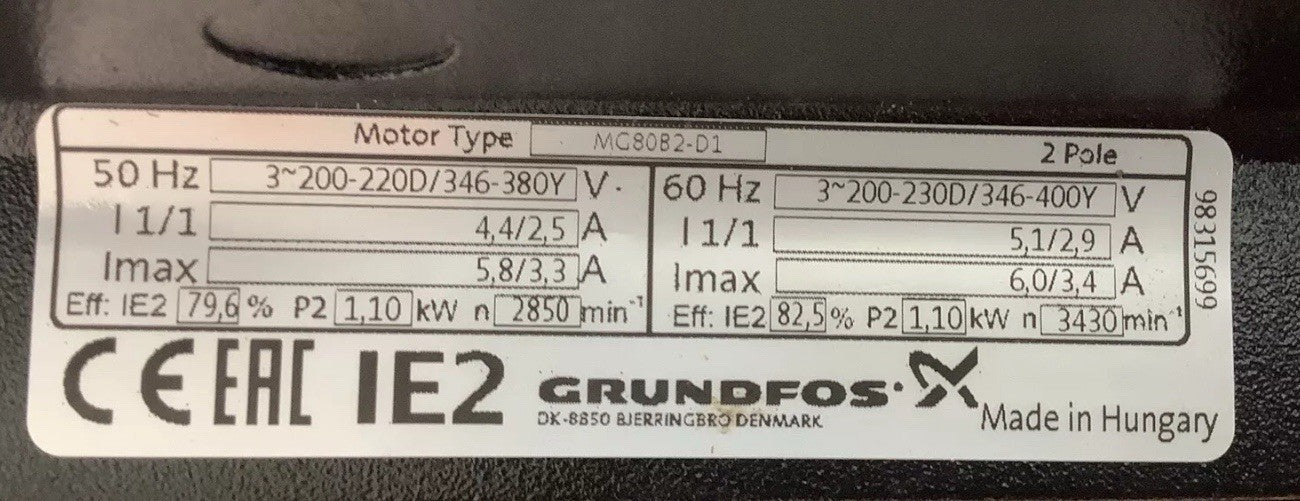 Motor Type MG80B2-D1 2 Pole
50 Hz 3~200-220D/346-380Y V
I 1/1 4,4/2,5 A
Imax 5,8/3,3 A
Eff: IE2 79,6 % P2 1,10 kW n 2850 min⁻¹
60 Hz 3~200-230D/346-400Y V
I 1/1 5,1/2,9 A
Imax 6,0/3,4 A
Eff: IE2 82,5 % P2 1,10 kW n 3430 min⁻¹
98315699
CE EAC IE2 GRUNDFOS
DK-8850 BJERRINGBRO DENMARK
Made in Hungary